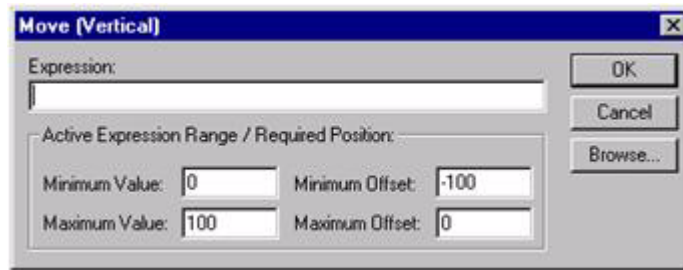 Move (Vertical)
Expression:
OK
Cancel
Browse...
Active Expression Range / Required Position:
Minimum Value: 0 Minimum Offset: -100
Maximum Value: 100 Maximum Offset: 0